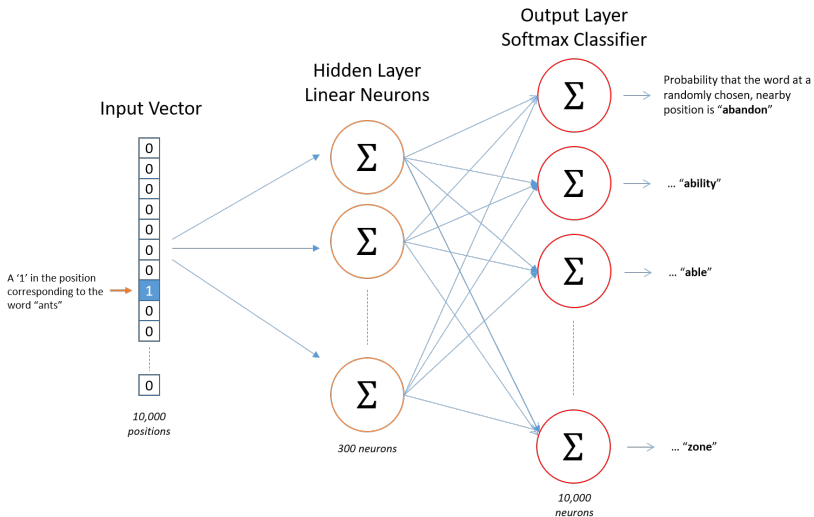 Output Layer
Softmax Classifier
Hidden Layer
Linear Neurons
Input Vector
0
0
0
0
0
0
0
1
0
0
0
A ‘1’ in the position
corresponding to the
word “ants”
10,000
positions
Σ
Σ
Σ
300 neurons
Σ
Σ
Σ
Σ
10,000
neurons
Probability that the word at a
randomly chosen, nearby
position is “abandon”
... “ability”
... “able”
... “zone”